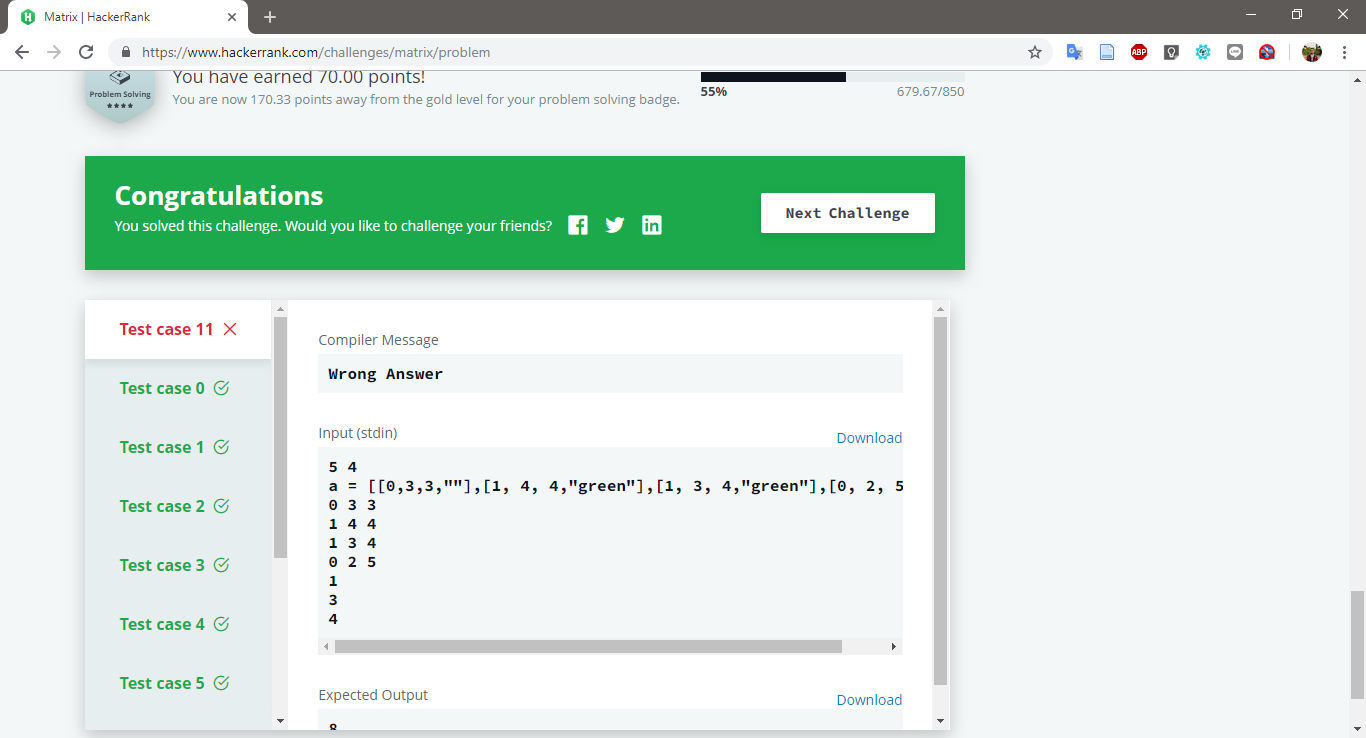 Matrix | HackerRank
https://www.hackerrank.com/challenges/matrix/problem
ABP
Problem Solving
You have earned 70.00 points!
You are now 170.33 points away from the gold level for your problem solving badge.
55%
679.67/850
Congratulations
You solved this challenge. Would you like to challenge your friends?
Next Challenge
Test case 11
Test case 0
Test case 1
Test case 2
Test case 3
Test case 4
Test case 5
Compiler Message
Wrong Answer
Input (stdin)
Download
5 4
a = [[0,3,3,""],[1, 4, 4,"green"],[1, 3, 4,"green"],[0, 2, 5
0 3 3
1 4 4
1 3 4
0 2 5
1
3
4
Expected Output
Download
8